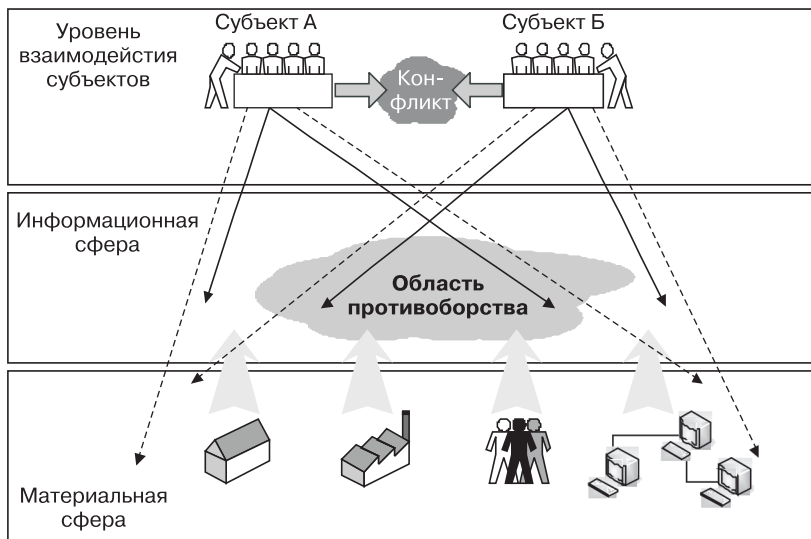 Уровень
взаимодейстия
субъектов
Субъект А
Субъект Б
Кон-
фликт
Информационная
сфера
Область
противоборства
Материальная
сфера